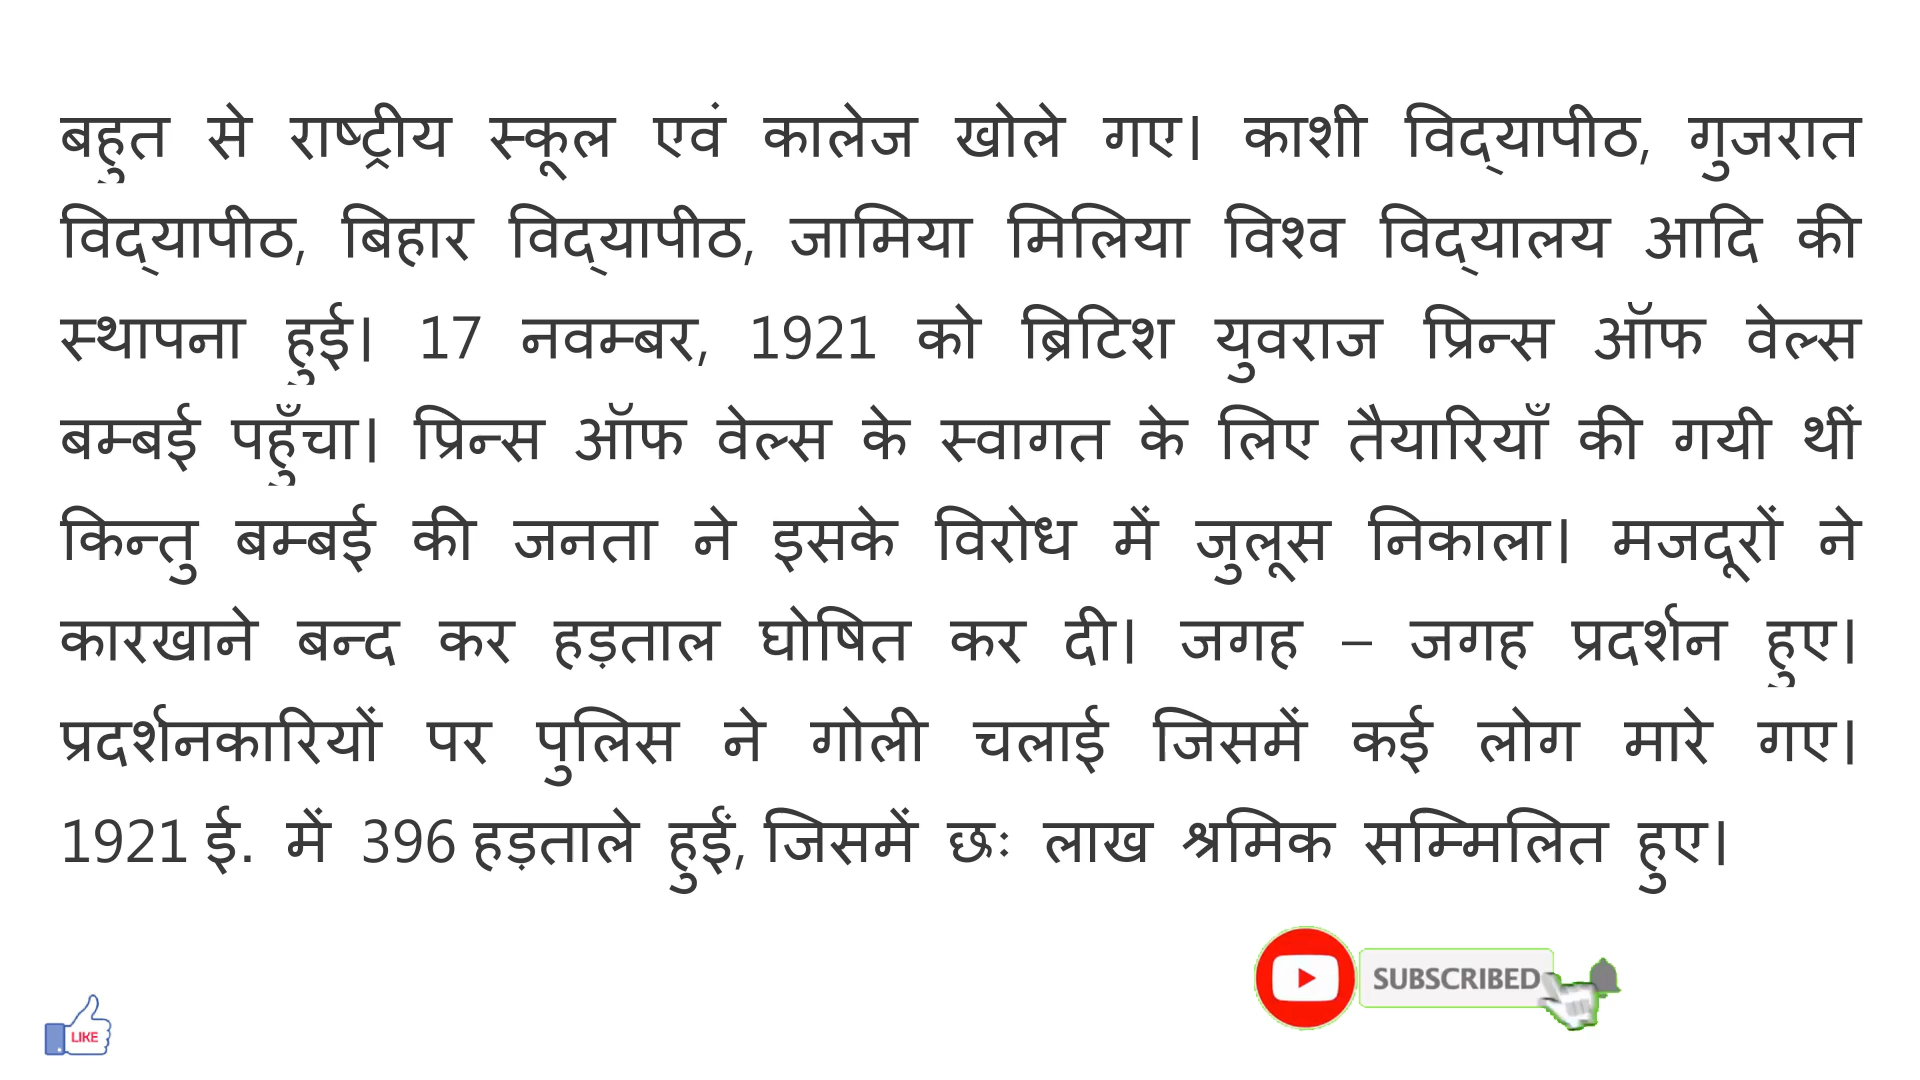 बहुत से राष्ट्रीय स्कूल एवं कालेज खोले गए। काशी विद्यापीठ, गुजरात
विद्यापीठ, बिहार विद्यापीठ, जामिया मिलिया विश्व विद्यालय आदि की
स्थापना हुई। 17 नवम्बर, 1921 को ब्रिटिश युवराज प्रिन्स ऑफ वेल्स
बम्बई पहुँचा। प्रिन्स ऑफ वेल्स के स्वागत के लिए तैयारियाँ की गयी थीं
किन्तु बम्बई की जनता ने इसके विरोध में जुलूस निकाला। मजदूरों ने
कारखाने बन्द कर हड़ताल घोषित कर दी। जगह – जगह प्रदर्शन हुए।
प्रदर्शनकारियों पर पुलिस ने गोली चलाई जिसमें कई लोग मारे गए।
1921 ई. में 396 हड़ताले हुईं, जिसमें छः लाख श्रमिक सम्मिलित हुए।
SUBSCRIBED
LIKE